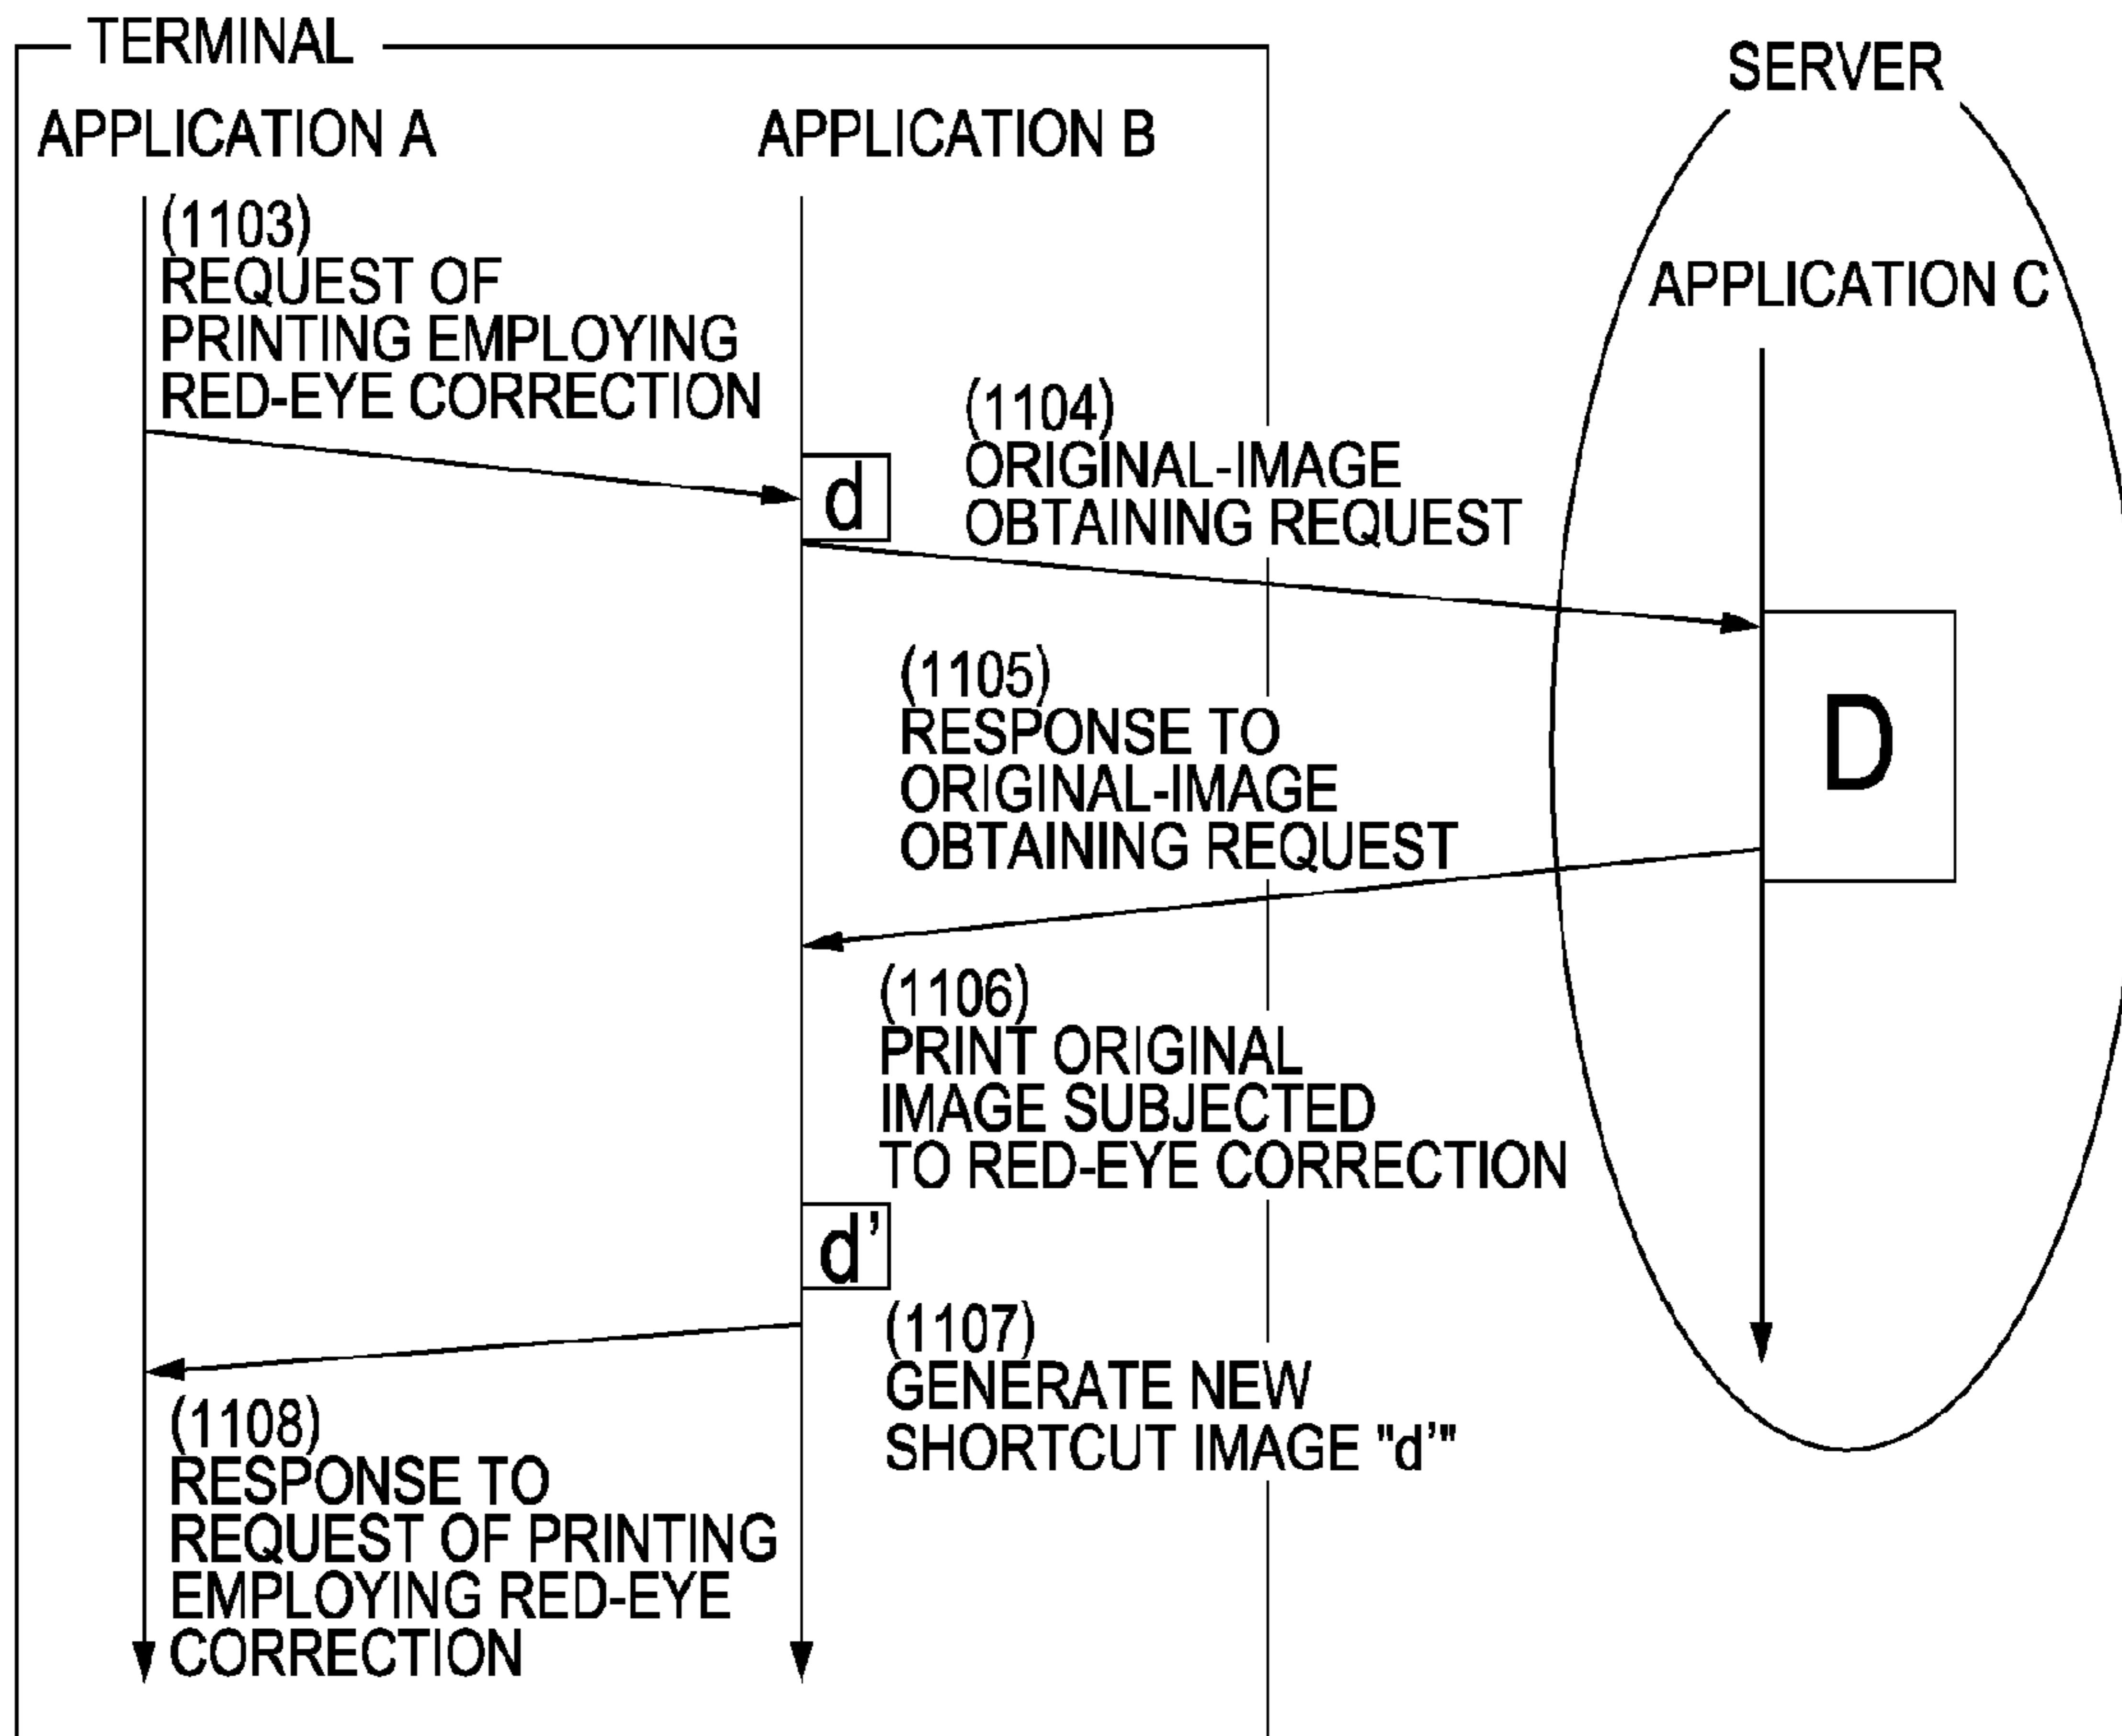 TERMINAL
SERVER
APPLICATION A
APPLICATION B
APPLICATION C
(1103)
REQUEST OF
PRINTING EMPLOYING
RED-EYE CORRECTION
d
(1104)
ORIGINAL-IMAGE
OBTAINING REQUEST
D
(1105)
RESPONSE TO
ORIGINAL-IMAGE
OBTAINING REQUEST
(1106)
PRINT ORIGINAL
IMAGE SUBJECTED
TO RED-EYE CORRECTION
d'
(1107)
GENERATE NEW
SHORTCUT IMAGE "d'"
(1108)
RESPONSE TO
REQUEST OF PRINTING
EMPLOYING RED-EYE
CORRECTION